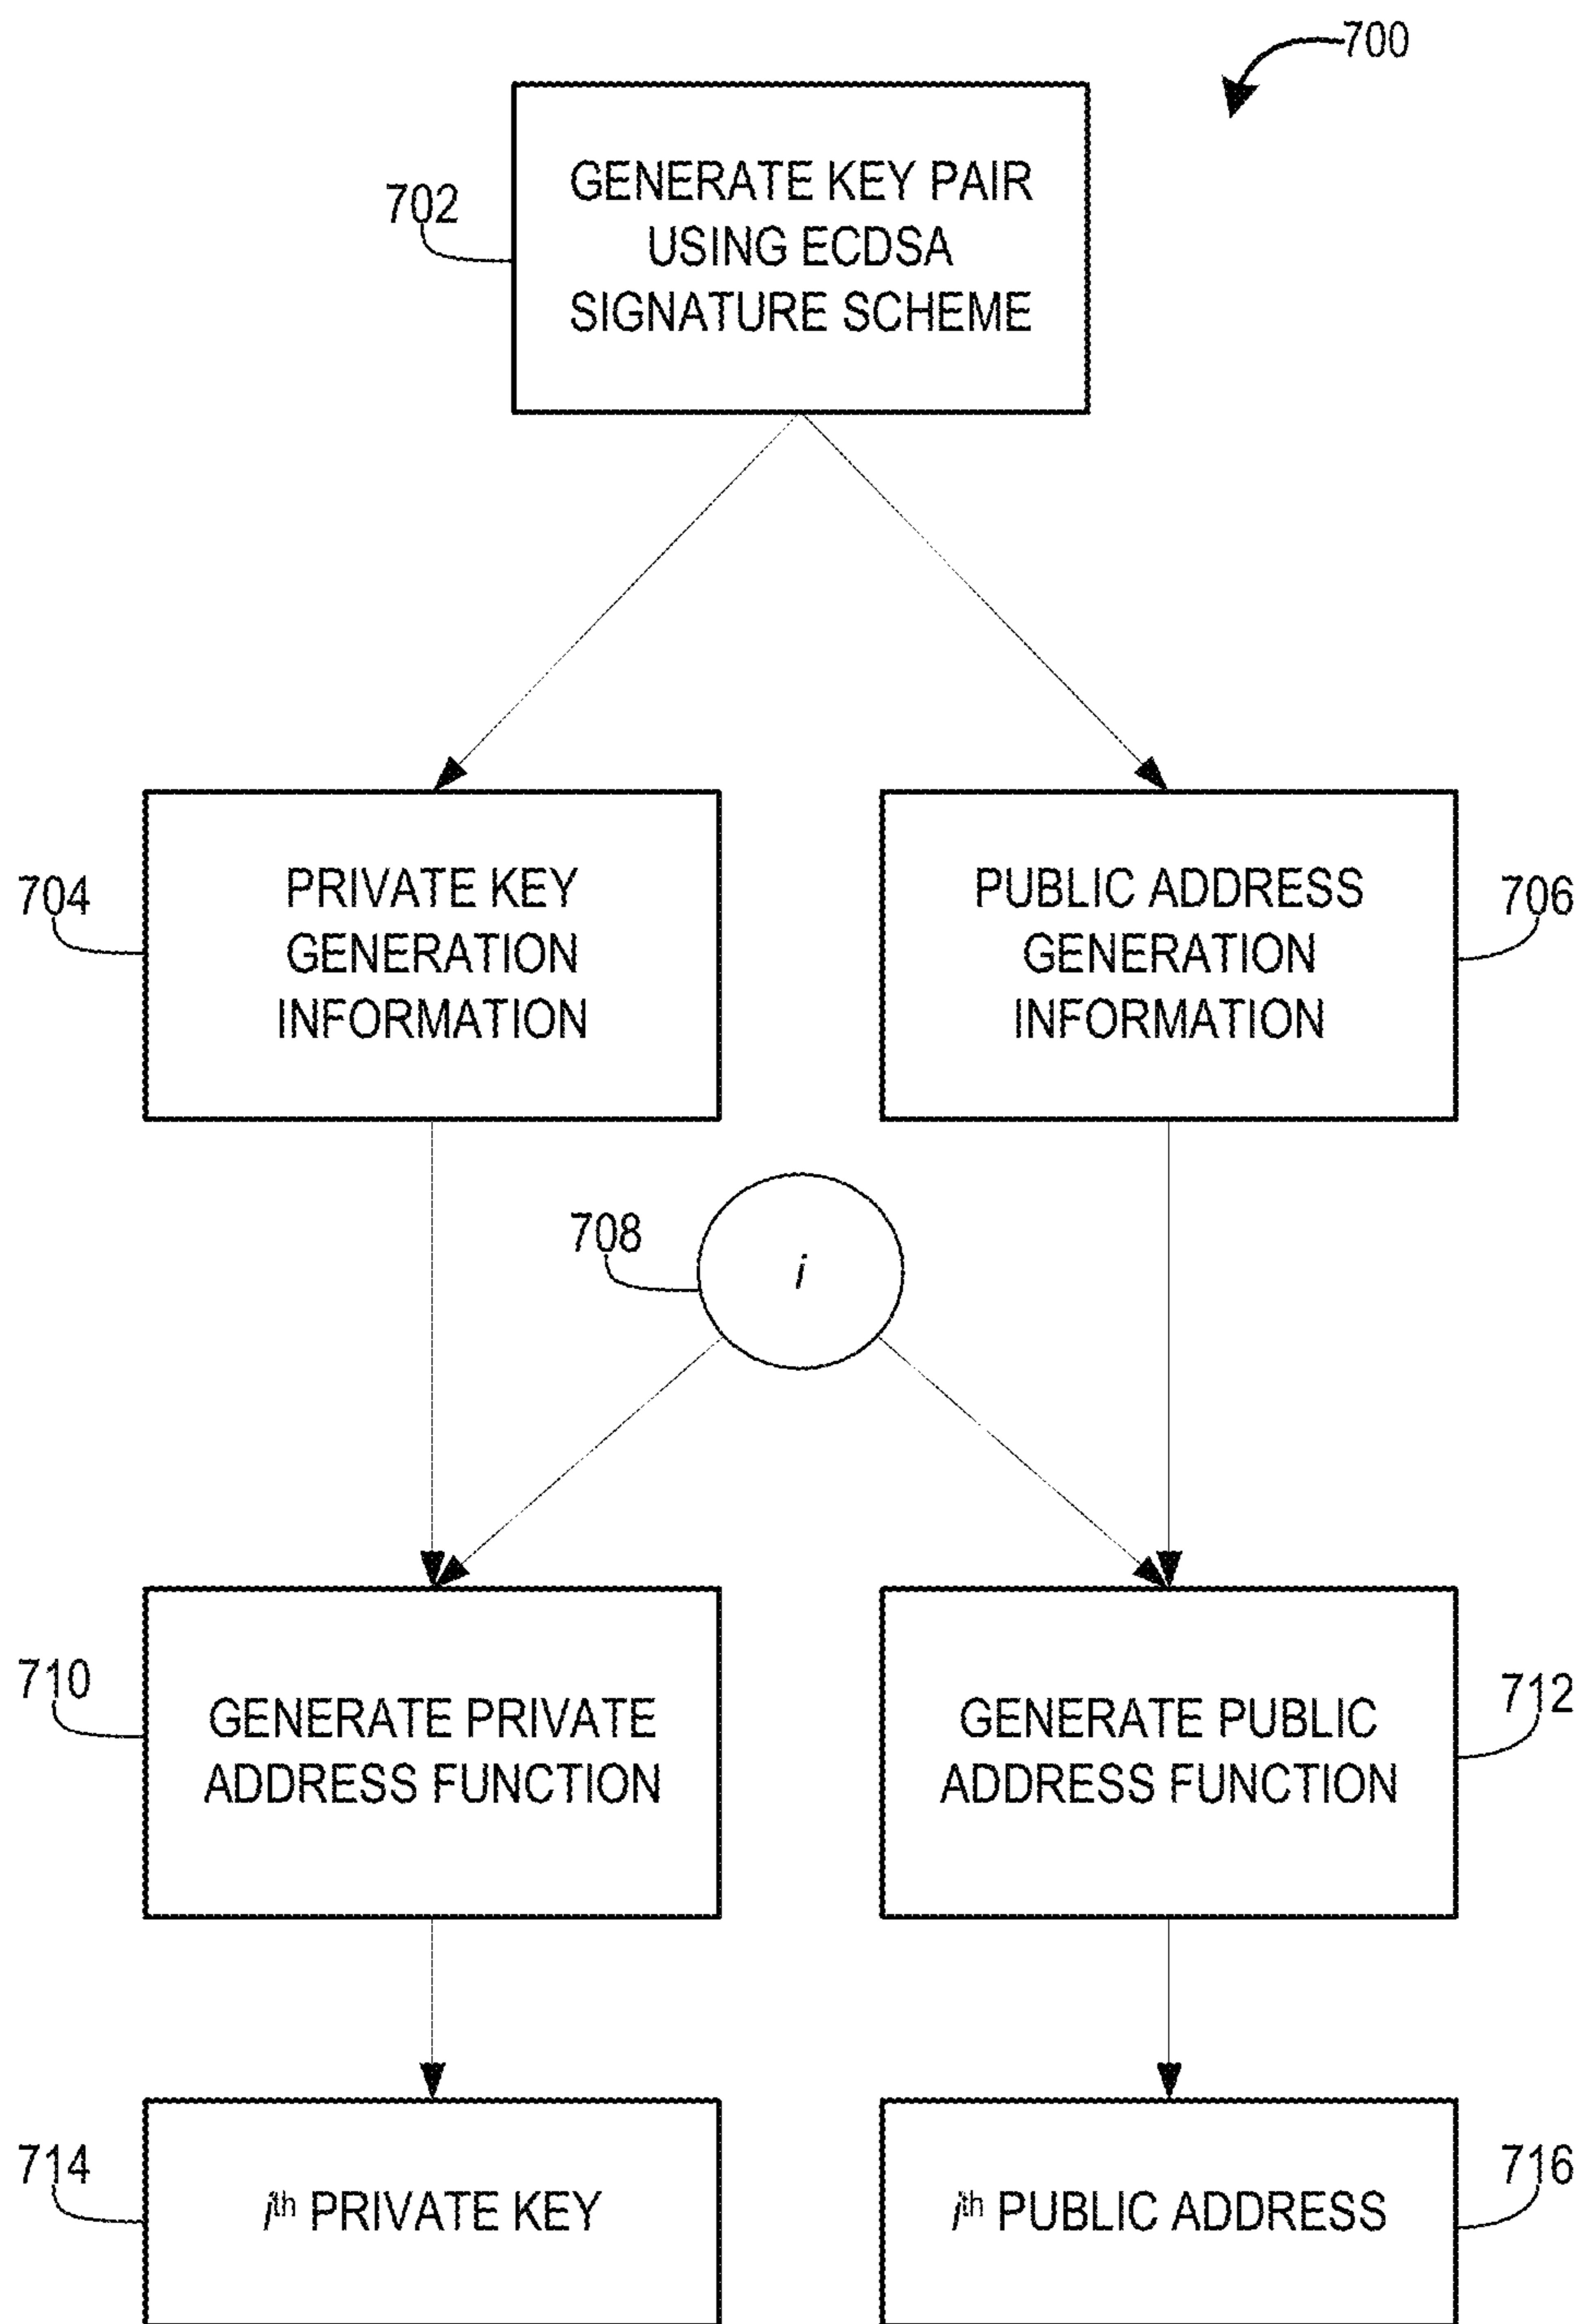 700
702
GENERATE KEY PAIR
USING ECDSA
SIGNATURE SCHEME
704
PRIVATE KEY
GENERATION
INFORMATION
PUBLIC ADDRESS
GENERATION
INFORMATION
706
708
i
710
GENERATE PRIVATE
ADDRESS FUNCTION
GENERATE PUBLIC
ADDRESS FUNCTION
712
714
ith PRIVATE KEY
ith PUBLIC ADDRESS
716